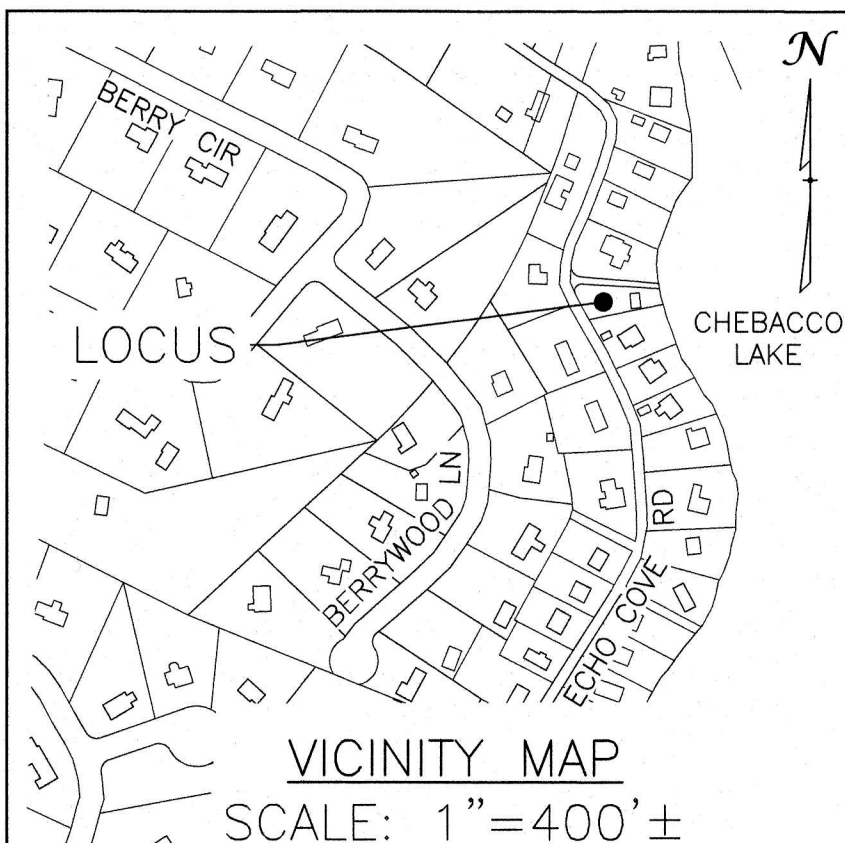 N
BERRY CIR
CHEBACCO
LAKE
LOCUS
BERRYWOOD LN
ECHO COVE RD
VICINITY MAP
SCALE: 1"=400'±